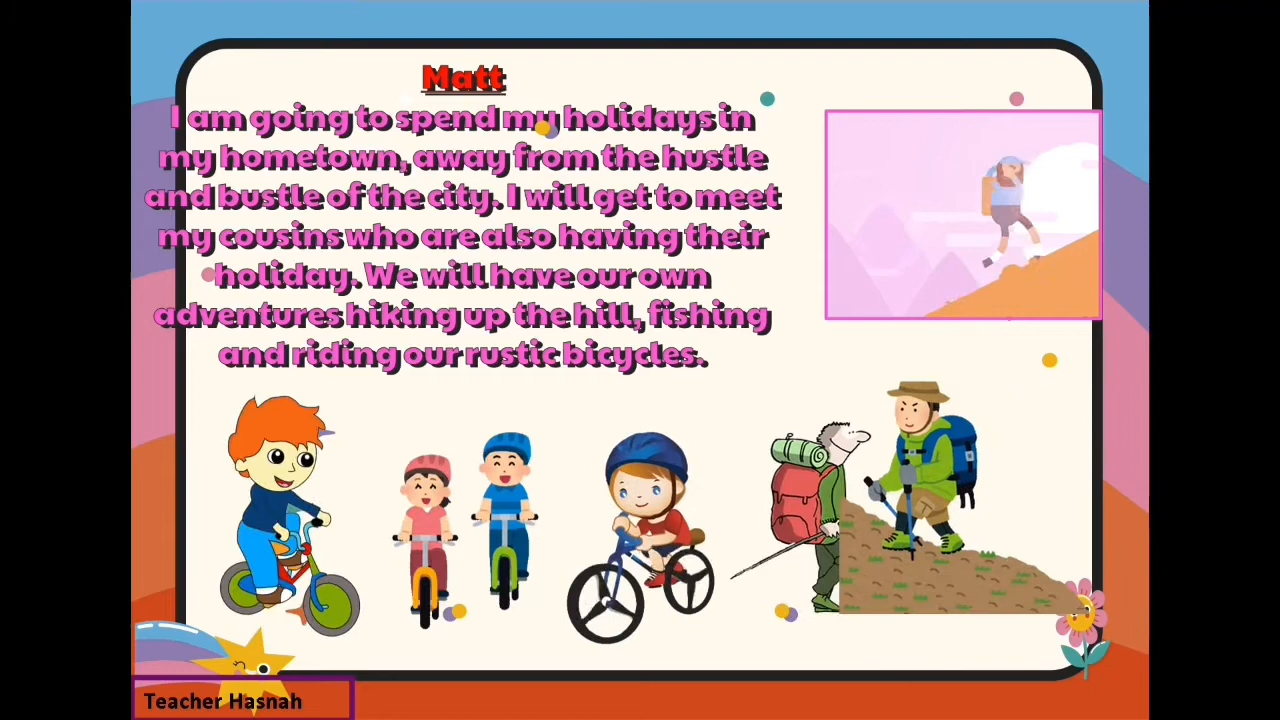 Matt
I am going to spend my holidays in
my hometown, away from the hustle
and bustle of the city. I will get to meet
my cousins who are also having their
holiday. We will have our own
adventures hiking up the hill, fishing
and riding our rustic bicycles.
Teacher Hasnah